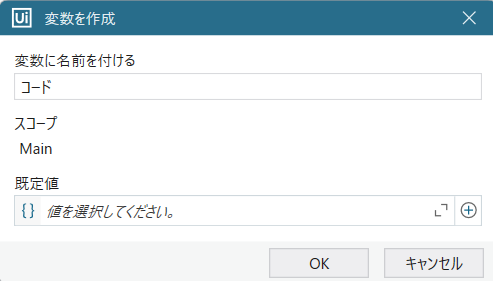 Ui 変数を作成
変数に名前を付ける
コード
スコープ
Main
既定値
{ } 値を選択してください。
OK キャンセル